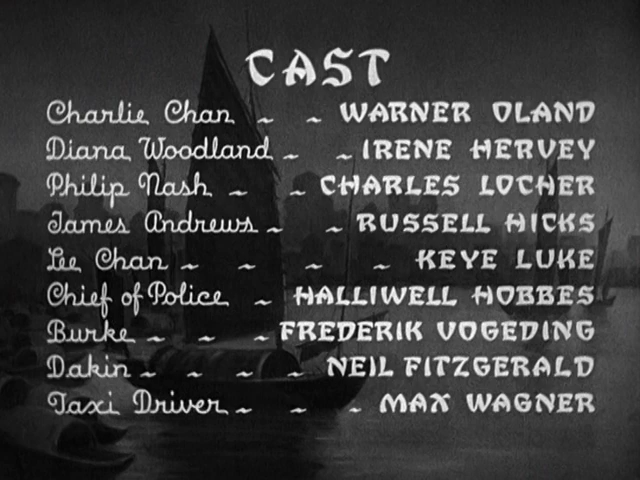 CAST
Charlie Chan ~ ~ WARNER OLAND
Diana Woodland ~ ~ IRENE HERVEY
Philip Nash ~ ~ CHARLES LOCHER
James Andrews ~ ~ RUSSELL HICKS
Lee Chan ~ ~ ~ ~ KEYE LUKE
Chief of Police ~ HALLIWELL HOBBES
Burke ~ ~ ~ FREDERIK VOGEDING
Dakin ~ ~ ~ ~ NEIL FITZGERALD
Taxi Driver ~ ~ ~ MAX WAGNER